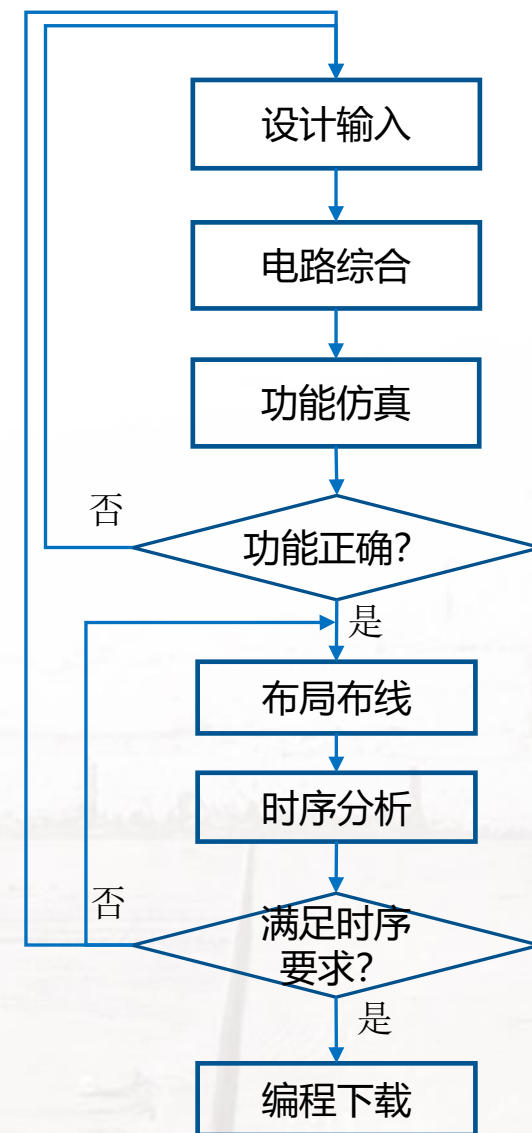 设计输入
电路综合
功能仿真
否
功能正确?
是
布局布线
时序分析
否
满足时序
要求?
是
编程下载